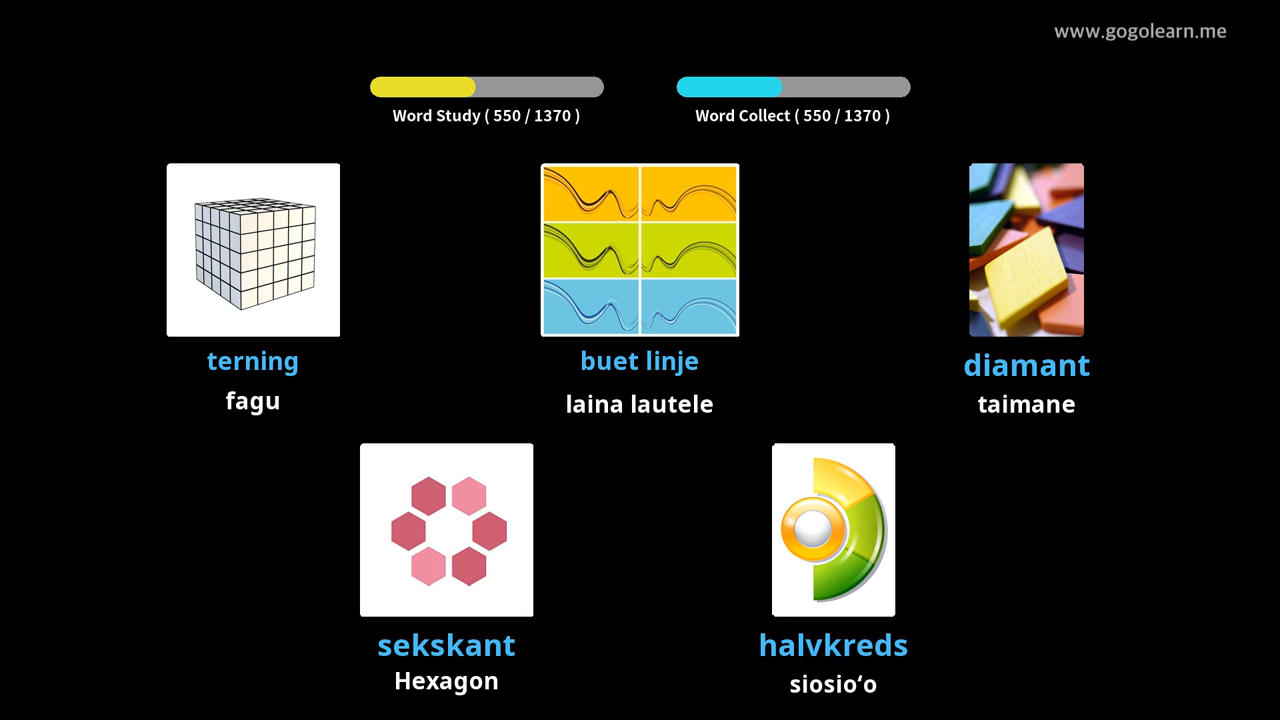 www.gogolearn.me
Word Study ( 550 / 1370 )
Word Collect ( 550 / 1370 )
terning
buet linje
diamant
fagu
laina lautele
taimane
sekskant
halvkreds
Hexagon
siosioʻo